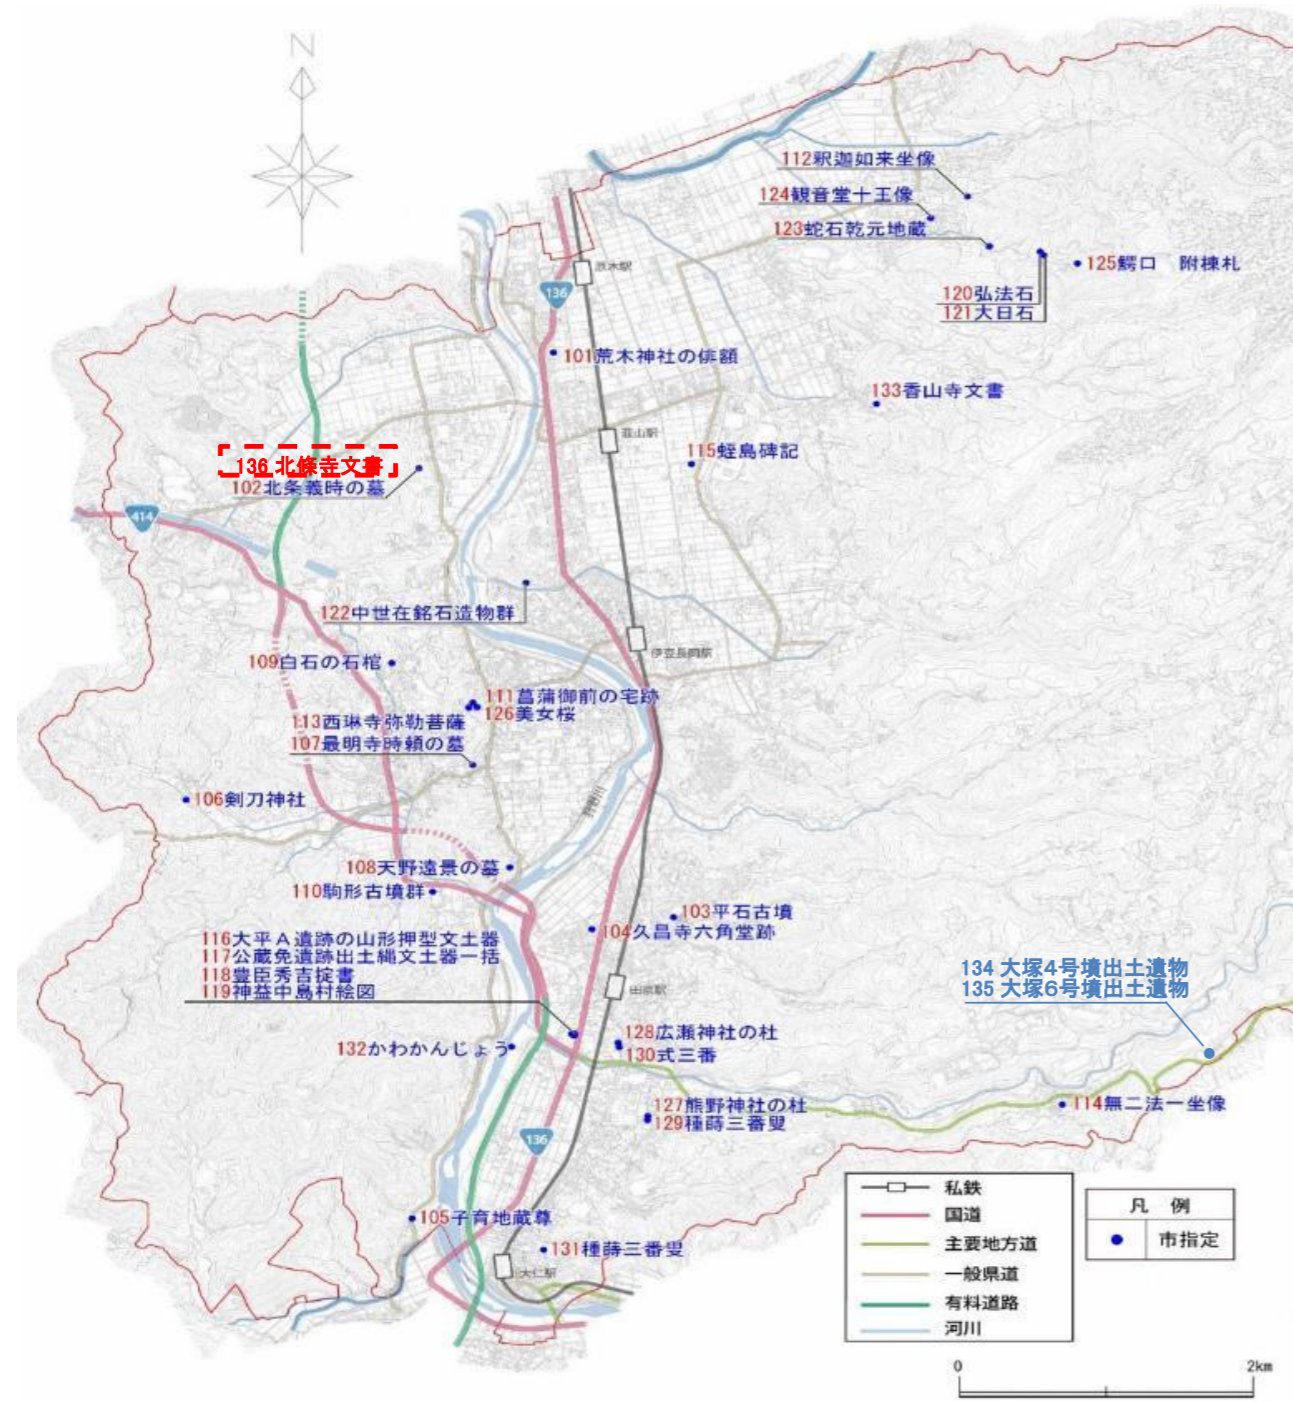 N
112釈迦如来坐像
124観音堂十王像
123蛇石乾元地蔵
125鰐口 附棟札
120弘法石
121大日石
原木駅
136
101荒木神社の俳額
133香山寺文書
韮山駅
115蛭島碑記
136 北條寺文書
102北条義時の墓
414
122中世在銘石造物群
伊豆長岡駅
109白石の石棺
111菖蒲御前の宅跡
126美女桜
113西琳寺弥勒菩薩
107最明寺時頼の墓
106剣刀神社
狩野川
108天野遠景の墓
110駒形古墳群
103平石古墳
104久昌寺六角堂跡
116大平A遺跡の山形押型文土器
117公蔵免遺跡出土縄文土器一括
118豊臣秀吉掟書
119神益中島村絵図
134 大塚4号墳出土遺物
135 大塚6号墳出土遺物
田京駅
128広瀬神社の杜
130式三番
132かわかんじょう
127熊野神社の杜
129種蒔三番叟
114無二法一坐像
136
105子育地蔵尊
131種蒔三番叟
大仁駅
私鉄
国道
主要地方道
一般県道
有料道路
河川
凡 例
市指定
0 2km